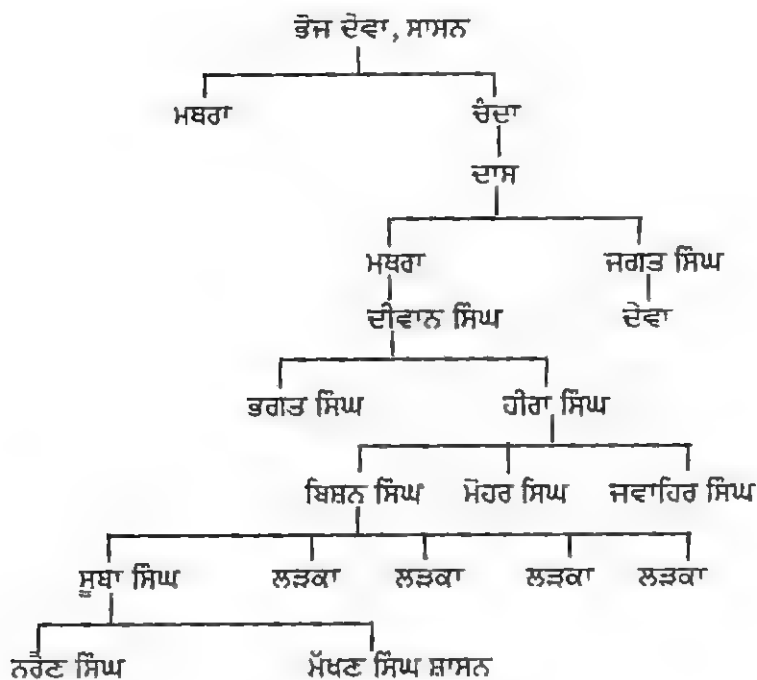 ਭੋਜ ਦੇਵਾ, ਸਾਸਨ
ਮਥਰਾ ਚੰਦਾ
ਦਾਸ
ਮਥਰਾ ਜਗਤ ਸਿੰਘ
ਦੀਵਾਨ ਸਿੰਘ ਦੇਵਾ
ਭਗਤ ਸਿੰਘ ਹੀਰਾ ਸਿੰਘ
ਬਿਸ਼ਨ ਸਿੰਘ ਮੋਹਰ ਸਿੰਘ ਜਵਾਹਿਰ ਸਿੰਘ
ਸੂਬਾ ਸਿੰਘ ਲੜਕਾ ਲੜਕਾ ਲੜਕਾ ਲੜਕਾ
ਨਰੈਣ ਸਿੰਘ ਮੱਖਣ ਸਿੰਘ ਸ਼ਾਸਨ